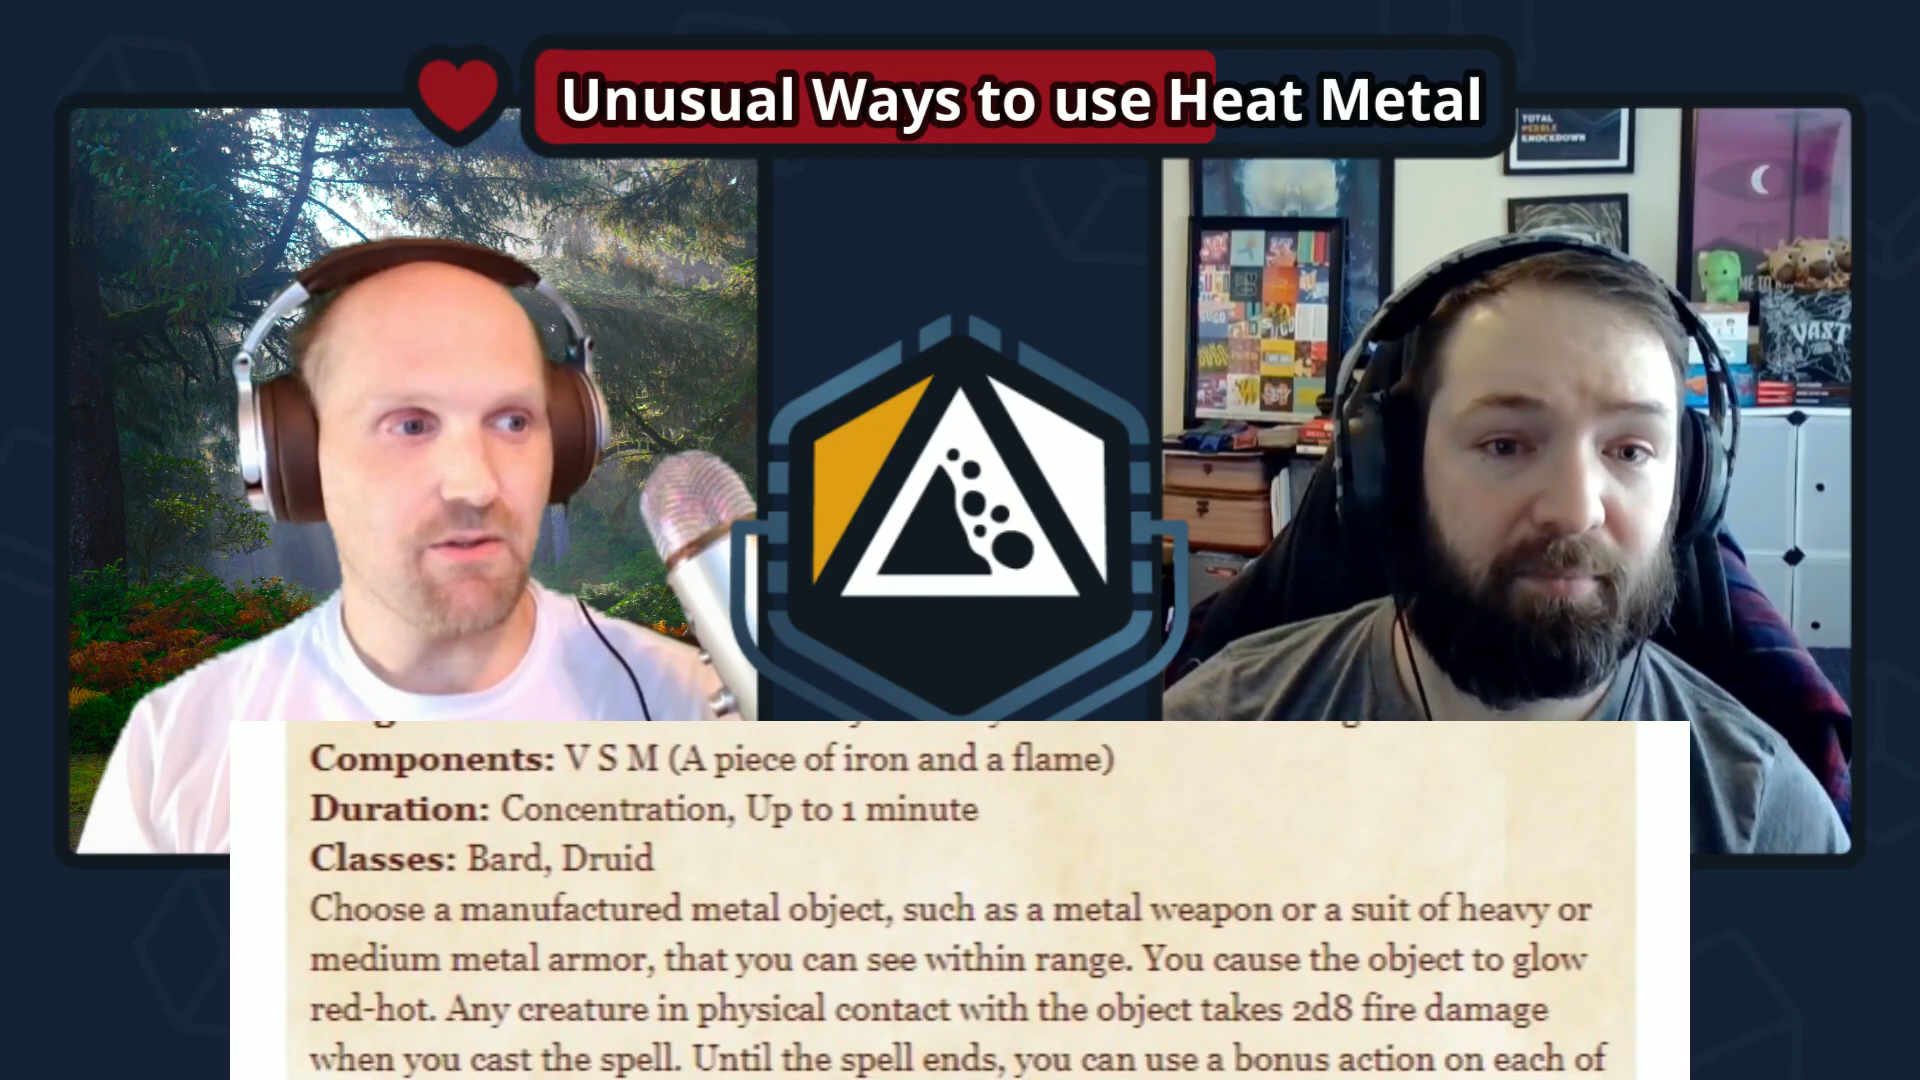 Unusual Ways to use Heat Metal
TOTAL
PEBBLE
KNOCKDOWN
VAST
Components: V S M (A piece of iron and a flame)
Duration: Concentration, Up to 1 minute
Classes: Bard, Druid
Choose a manufactured metal object, such as a metal weapon or a suit of heavy or
medium metal armor, that you can see within range. You cause the object to glow
red-hot. Any creature in physical contact with the object takes 2d8 fire damage
when you cast the spell. Until the spell ends, you can use a bonus action on each of